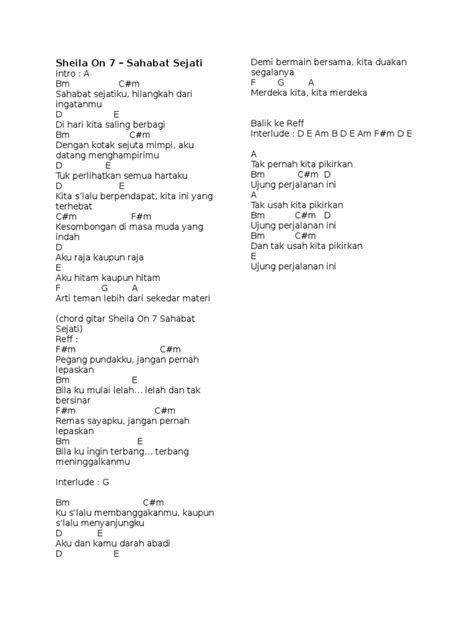 Sheila On 7 – Sahabat Sejati
Intro : A
Bm C#m
Sahabat sejatiku, hilangkah dari
ingatanmu
D E
Di hari kita saling berbagi
Bm C#m
Dengan kotak sejuta mimpi, aku
datang menghampirimu
D E
Tuk perlihatkan semua hartaku
D E
Kita s'lalu berpendapat, kita ini yang
terhebat
C#m F#m
Kesombongan di masa muda yang
indah
D
Aku raja kaupun raja
E
Aku hitam kaupun hitam
F G A
Arti teman lebih dari sekedar materi
(chord gitar Sheila On 7 Sahabat
Sejati)
Reff :
F#m C#m
Pegang pundakku, jangan pernah
lepaskan
Bm E
Bila ku mulai lelah... lelah dan tak
bersinar
F#m C#m
Remas sayapku, jangan pernah
lepaskan
Bm E
Bila ku ingin terbang... terbang
meninggalkanmu
Interlude : G
Bm C#m
Ku s'lalu membanggakanmu, kaupun
s'lalu menyanjungku
D E
Aku dan kamu darah abadi
D E
Demi bermain bersama, kita duakan
segalanya
F G A
Merdeka kita, kita merdeka
Balik ke Reff
Interlude : D E Am B D E Am F#m D E
A
Tak pernah kita pikirkan
Bm C#m D
Ujung perjalanan ini
A
Tak usah kita pikirkan
Bm C#m D
Ujung perjalanan ini
Bm C#m
Dan tak usah kita pikirkan
E
Ujung perjalanan ini